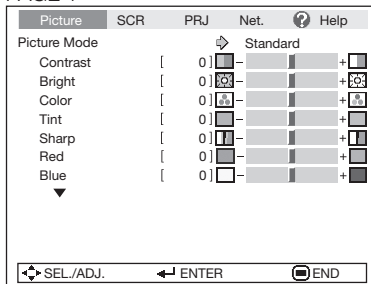 Picture SCR PRJ Net. ? Help
Picture Mode Standard
Contrast [ 0 ] - +
Bright [ 0 ] - +
Color [ 0 ] - +
Tint [ 0 ] - +
Sharp [ 0 ] - +
Red [ 0 ] - +
Blue [ 0 ] - +
SEL./ADJ. ENTER END